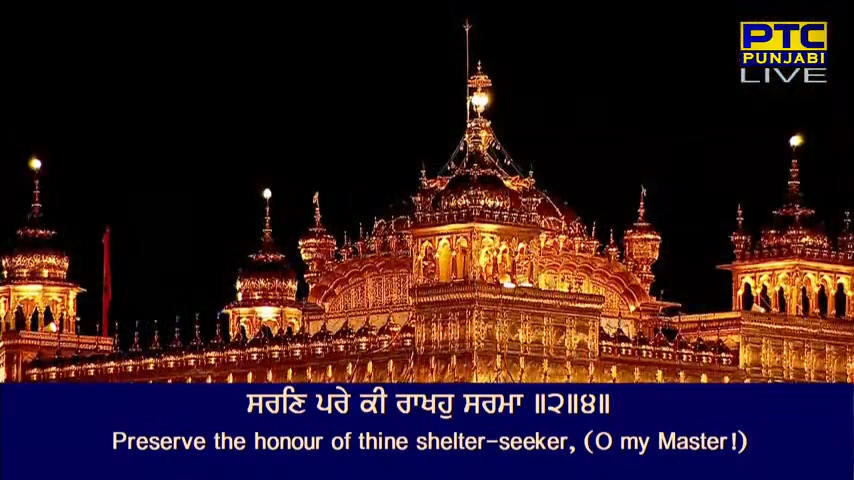 PTC
PUNJABI
LIVE
ਸਰਣਿ ਪਰੇ ਕੀ ਰਾਖਹੁ ਸਰਮਾ ॥੨॥੪॥
Preserve the honour of thine shelter-seeker, (O my Master!)